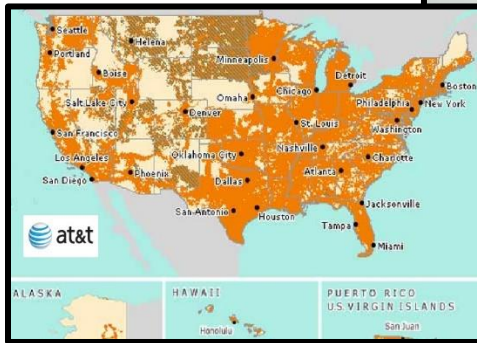 Seattle
Helena
Portland
Minneapolis
Boise
Detroit
Boston
Salt Lake City
Omaha
Chicago
Philadelphia
New York
Denver
St. Louis
Washington
San Francisco
Nashville
Los Angeles
Oklahoma City
Charlotte
Phoenix
Atlanta
San Diego
Dallas
San Antonio
Houston
Jacksonville
Tampa
Miami
at&t
ALASKA
HAWAII
PUERTO RICO
U.S VIRGIN ISLANDS
Honolulu
San Juan